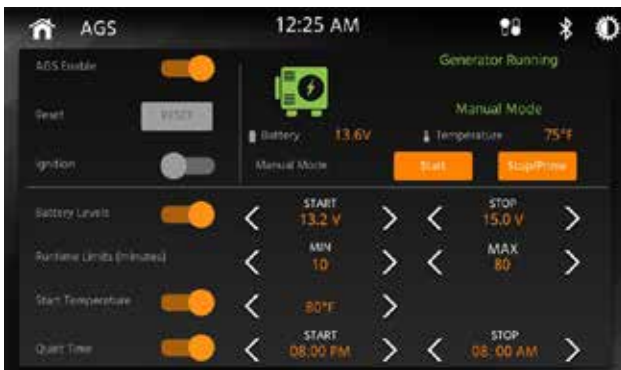 AGS 12:25 AM
AGS Enable
Generator Running
Reset RESET
Manual Mode
Battery 13.6V Temperature 75°F
Ignition
Manual Mode Start Stop/Prime
Battery Levels
START
13.2 V
STOP
15.0 V
Runtime Limits (minutes)
MIN
10
MAX
80
Start Temperature
80°F
Quiet Time
START
08:00 PM
STOP
08: 00 AM